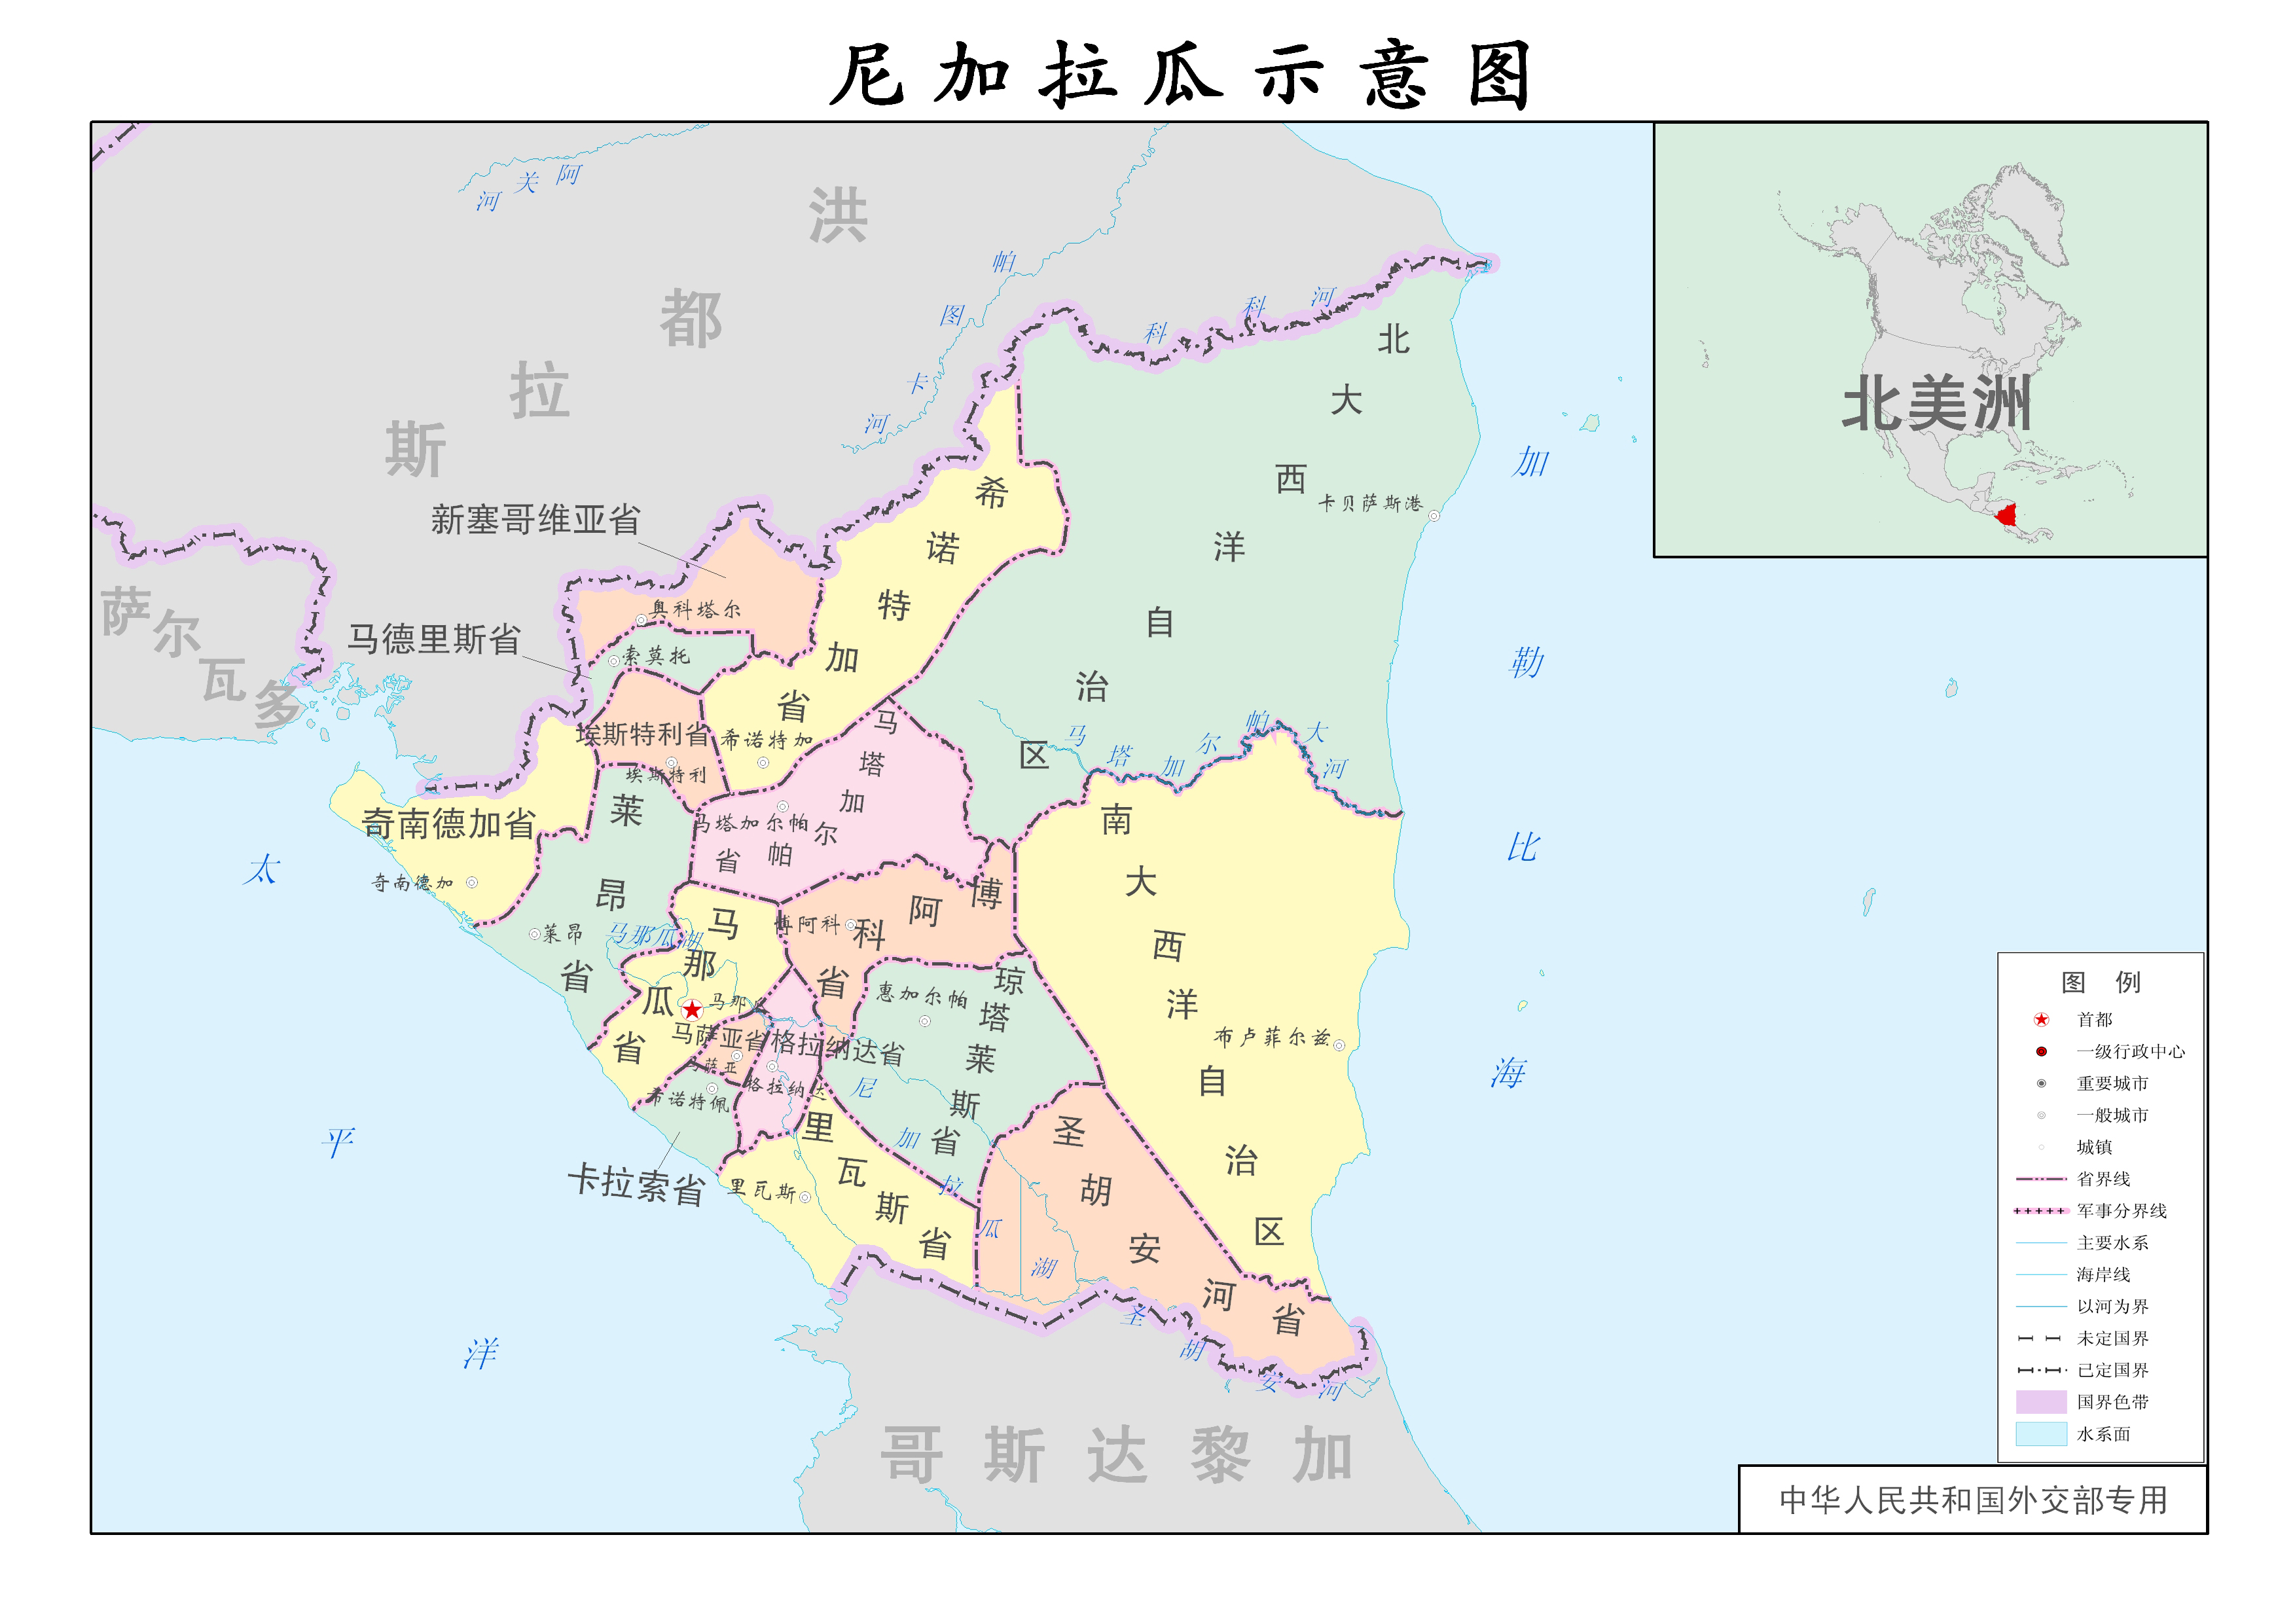 尼加拉瓜示意图
河关阿
洪都拉斯
帕图卡河
科科河
北美洲
北大西洋自治区
卡贝萨斯港
加勒比海
新塞哥维亚省
奥科塔尔
马德里斯省
索莫托
萨尔瓦多
希诺特加省
希诺特加
埃斯特利省
埃斯特利
马塔加尔帕省
马塔加尔帕
马塔加尔帕大河
奇南德加省
奇南德加
莱昂省
莱昂
马那瓜湖
马那瓜省
马那瓜
博阿科省
博阿科
南大西洋自治区
布卢菲尔兹
琼塔莱斯省
惠加尔帕
马萨亚省
马萨亚
格拉纳达省
格拉纳达
希诺特佩
卡拉索省
里瓦斯省
里瓦斯
尼加拉瓜湖
圣胡安河省
圣胡安河
太平洋
哥斯达黎加
图 例
首都
一级行政中心
重要城市
一般城市
城镇
省界线
军事分界线
主要水系
海岸线
以河为界
未定国界
已定国界
国界色带
水系面
中华人民共和国外交部专用